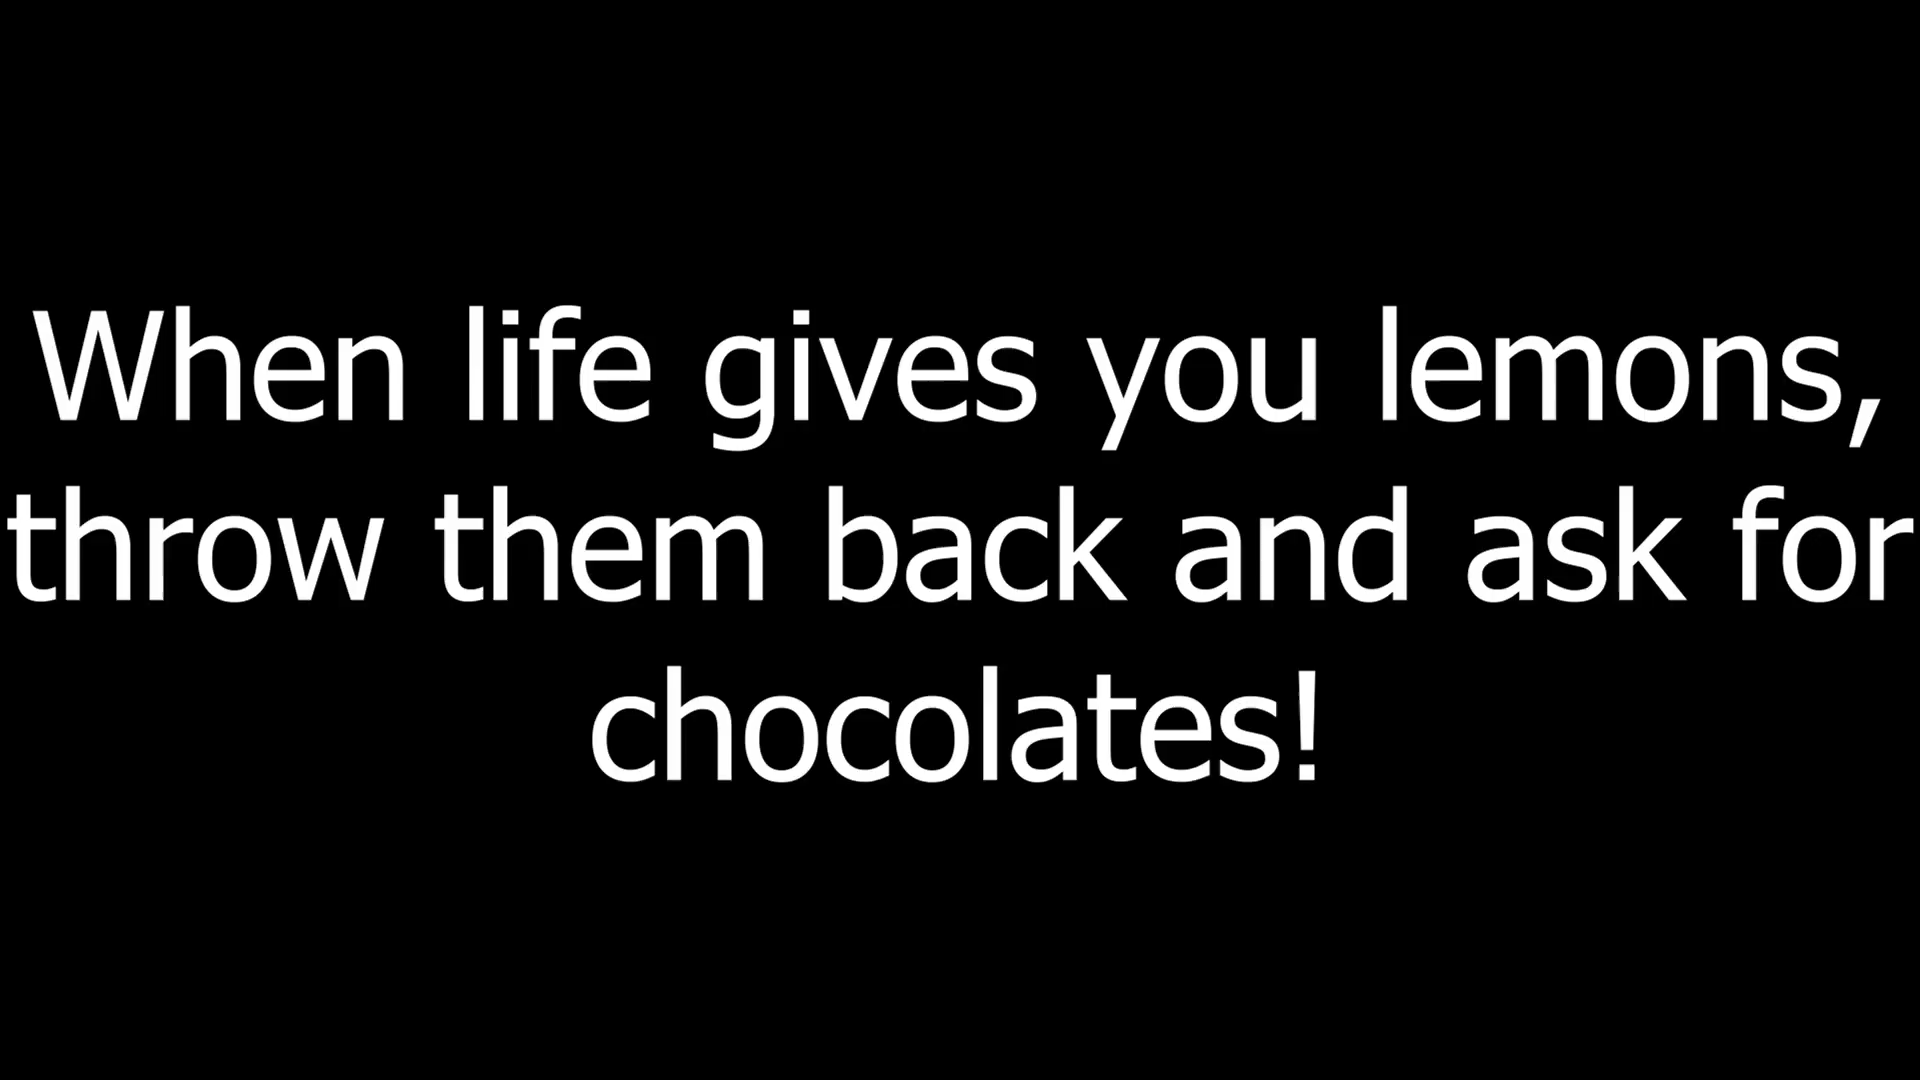 When life gives you lemons,
throw them back and ask for
chocolates!